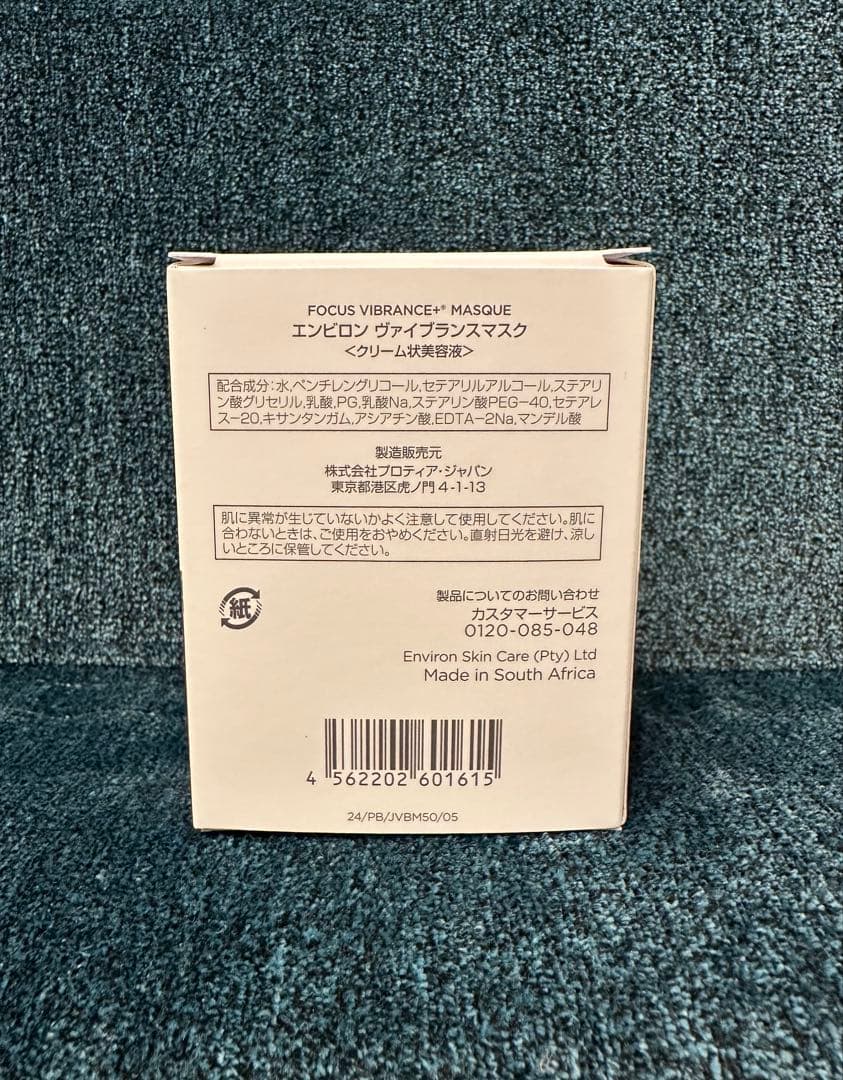 FOCUS VIBRANCE+® MASQUE
エンビロン ヴァイブランスマスク
<クリーム状美容液>
配合成分:水,ペンチレングリコール,セテアリルアルコール,ステアリ
ン酸グリセリル,乳酸,PG,乳酸Na,ステアリン酸PEG-40,セテアレ
ス-20,キサンタンガム,アシアチン酸,EDTA-2Na,マンデル酸
製造販売元
株式会社プロティア・ジャパン
東京都港区虎ノ門4-1-13
肌に異常が生じていないかよく注意して使用してください。肌に
合わないときは、ご使用をおやめください。直射日光を避け、涼し
いところに保管してください。
紙
製品についてのお問い合わせ
カスタマーサービス
0120-085-048
Environ Skin Care (Pty) Ltd
Made in South Africa
4 562202 601615
24/PB/JVBM50/05